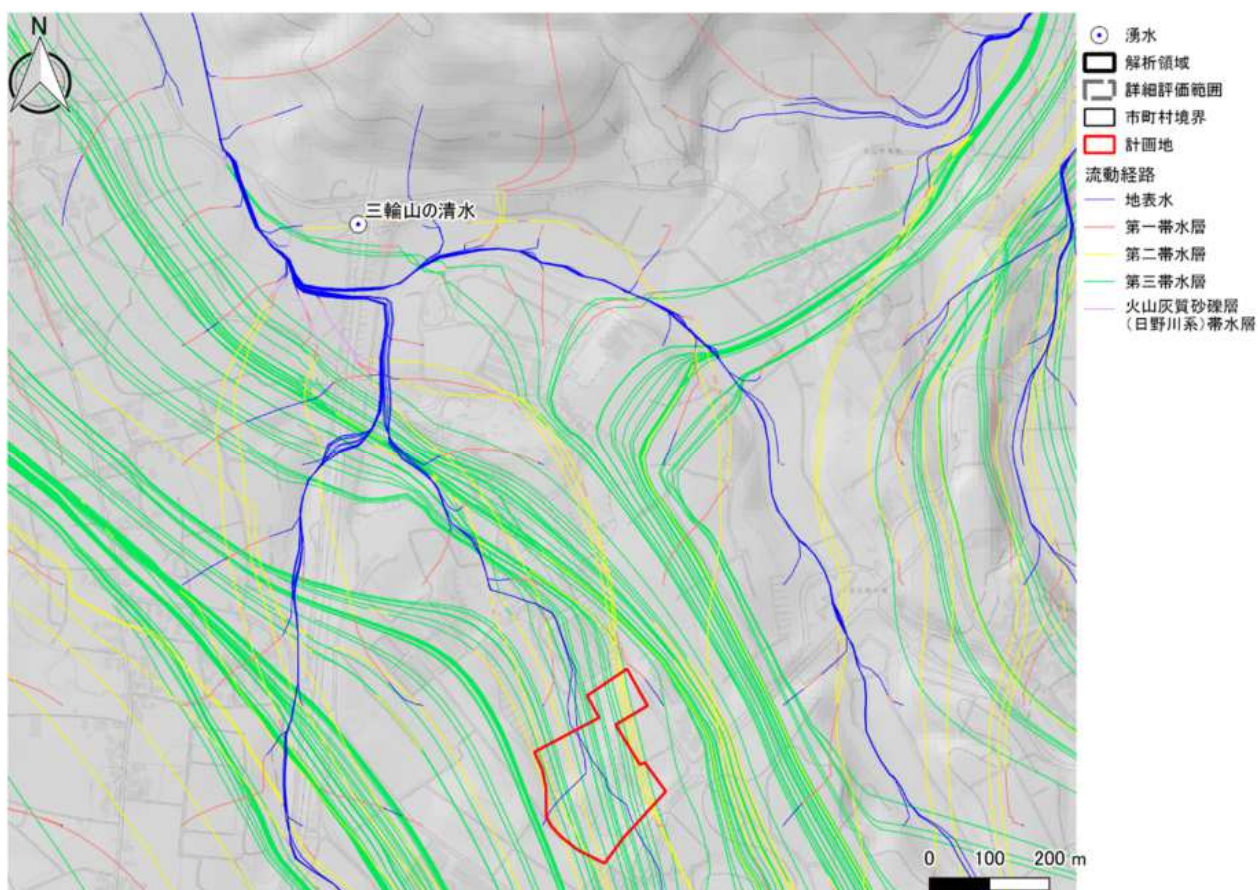 N
三輪山の清水
湧水
解析領域
詳細評価範囲
市町村境界
計画地
流動経路
地表水
第一帯水層
第二帯水層
第三帯水層
火山灰質砂礫層
(日野川系)帯水層
0 100 200 m